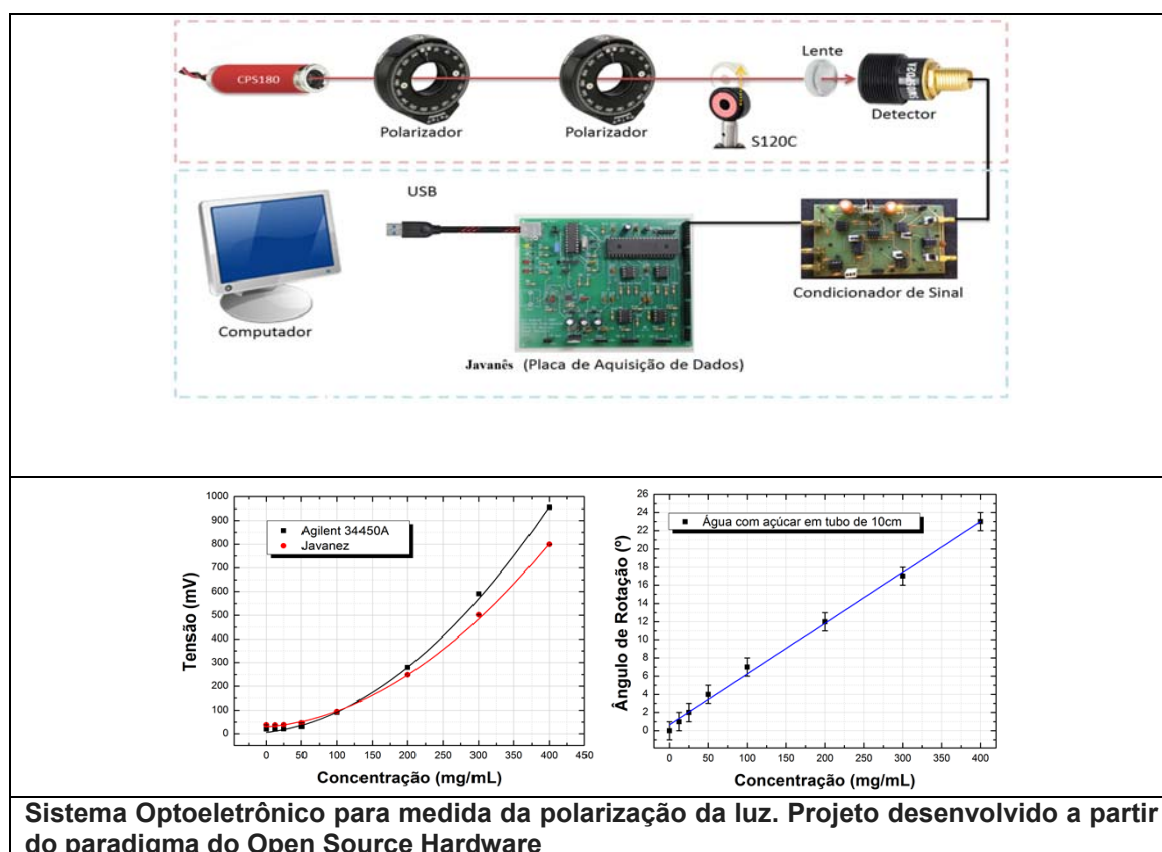 CPS180
Lente
Polarizador
Polarizador
S120C
Detector
USB
Computador
Javanês (Placa de Aquisição de Dados)
Condicionador de Sinal
Tensão (mV)
1000
900
800
700
600
500
400
300
200
100
0
Agilent 34450A
Javanez
0 50 100 150 200 250 300 350 400 450
Concentração (mg/mL)
Ângulo de Rotação (º)
26
24
22
20
18
16
14
12
10
8
6
4
2
0
Água com açúcar em tubo de 10cm
0 50 100 150 200 250 300 350 400
Concentração (mg/mL)
Sistema Optoeletrônico para medida da polarização da luz. Projeto desenvolvido a partir
do paradigma do Open Source Hardware